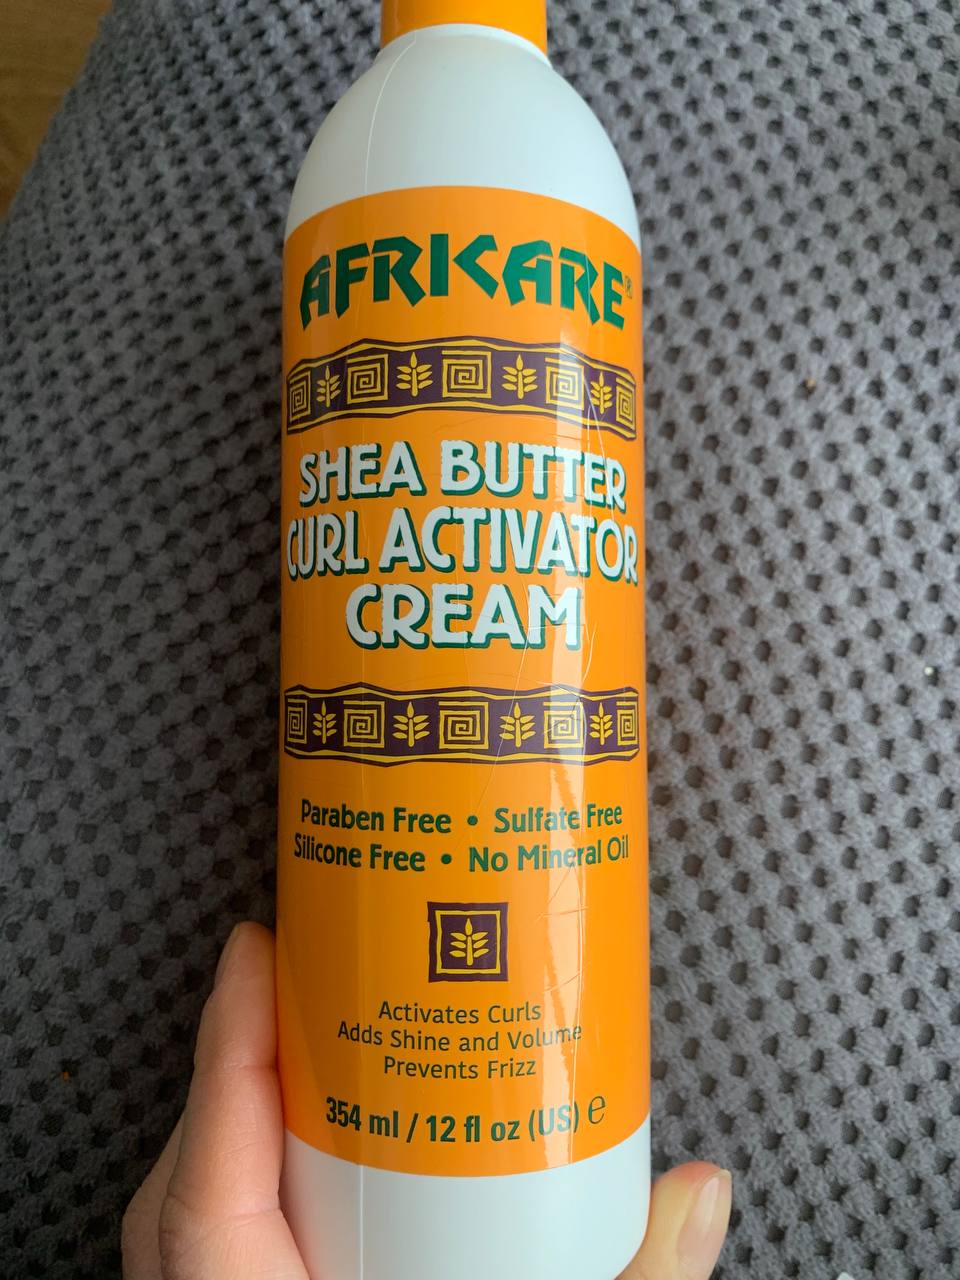 AFRICARE®
SHEA BUTTER
CURL ACTIVATOR
CREAM
Paraben Free • Sulfate Free
Silicone Free • No Mineral Oil
Activates Curls
Adds Shine and Volume
Prevents Frizz
354 ml / 12 fl oz (US) ℮